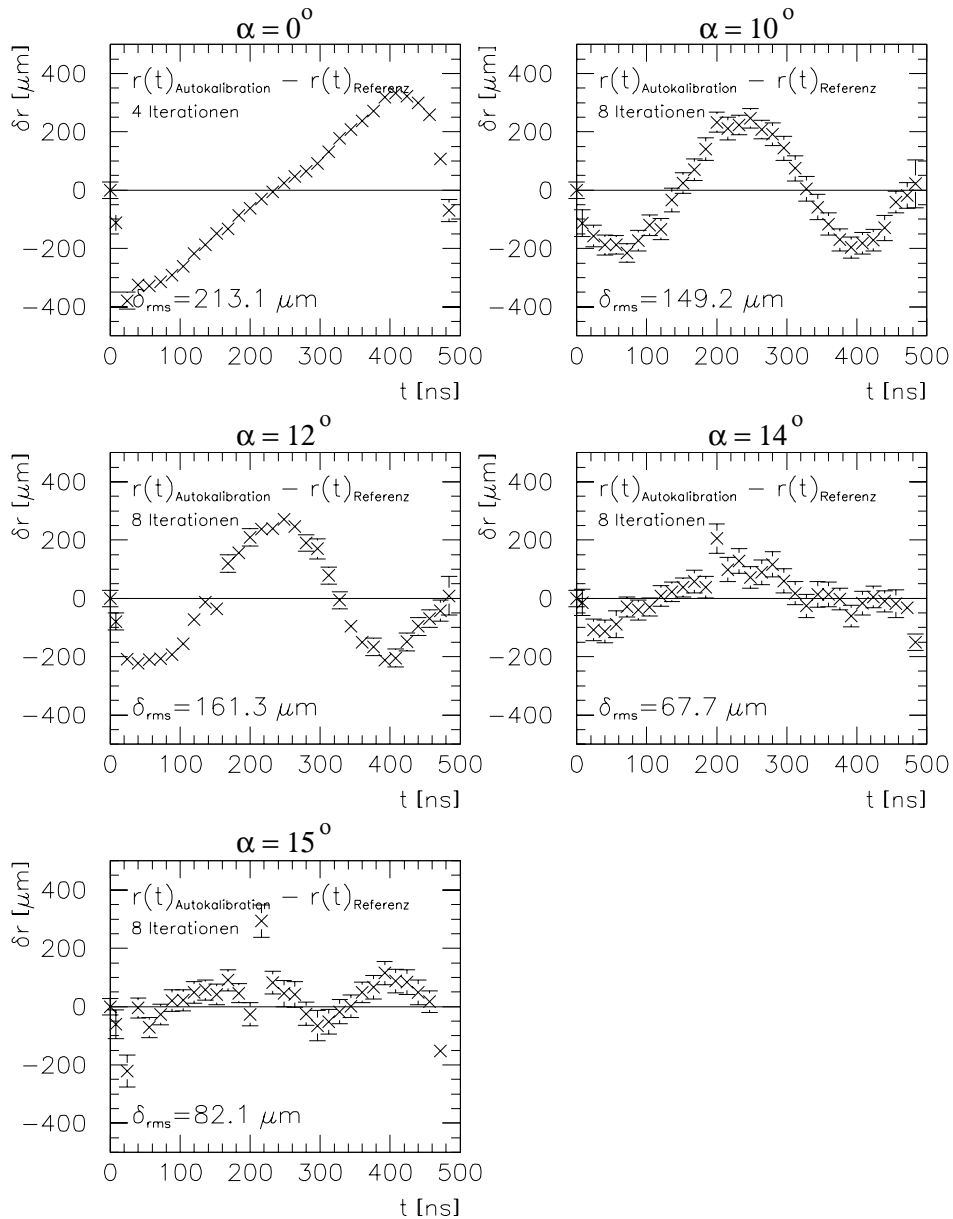 α = 0° α = 10°
δr [μm] 400 200 0 −200 −400
r(t)Autokalibration − r(t)Referenz
4 Iterationen
δrms=213.1 μm
0 100 200 300 400 500
t [ns]
δr [μm] 400 200 0 −200 −400
r(t)Autokalibration − r(t)Referenz
8 Iterationen
δrms=149.2 μm
0 100 200 300 400 500
t [ns]
α = 12° α = 14°
δr [μm] 400 200 0 −200 −400
r(t)Autokalibration − r(t)Referenz
8 Iterationen
δrms=161.3 μm
0 100 200 300 400 500
t [ns]
δr [μm] 400 200 0 −200 −400
r(t)Autokalibration − r(t)Referenz
8 Iterationen
δrms=67.7 μm
0 100 200 300 400 500
t [ns]
α = 15°
δr [μm] 400 200 0 −200 −400
r(t)Autokalibration − r(t)Referenz
8 Iterationen
δrms=82.1 μm
0 100 200 300 400 500
t [ns]